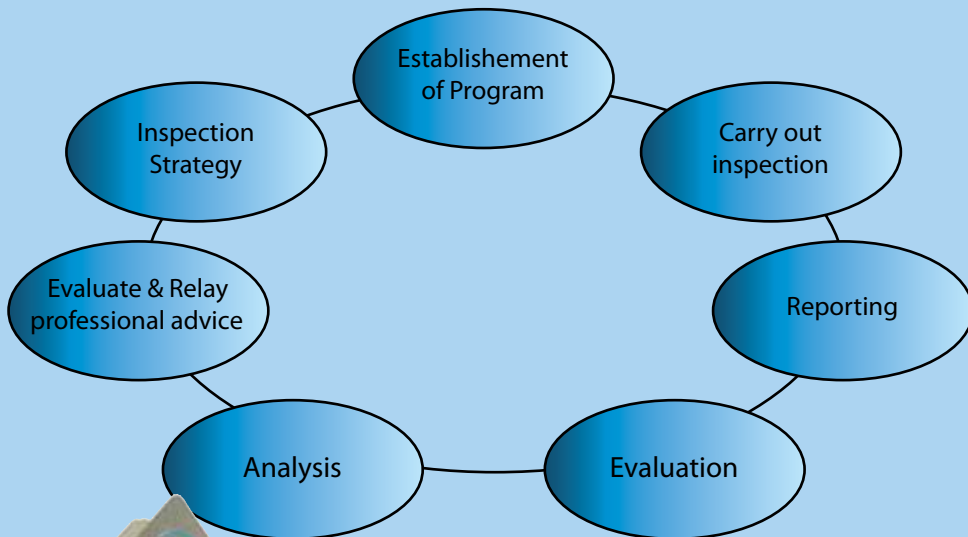 Establishement
of Program
Carry out
inspection
Reporting
Evaluation
Analysis
Evaluate & Relay
professional advice
Inspection
Strategy